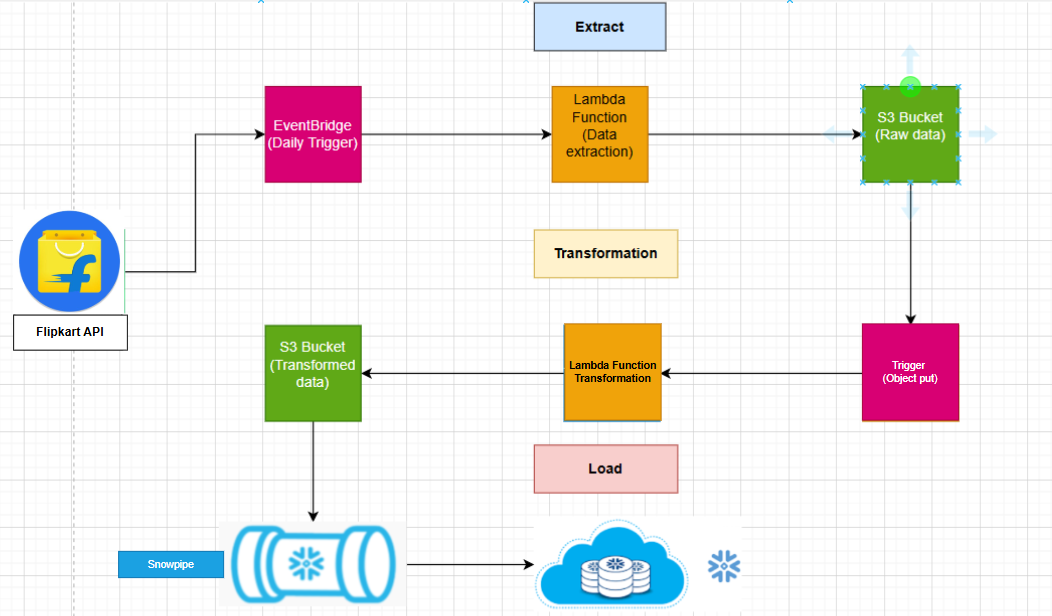 Extract
EventBridge
(Daily Trigger)
Lambda
Function
(Data
extraction)
S3 Bucket
(Raw data)
Transformation
Flipkart API
S3 Bucket
(Transformed
data)
Lambda Function
Transformation
Trigger
(Object put)
Load
Snowpipe